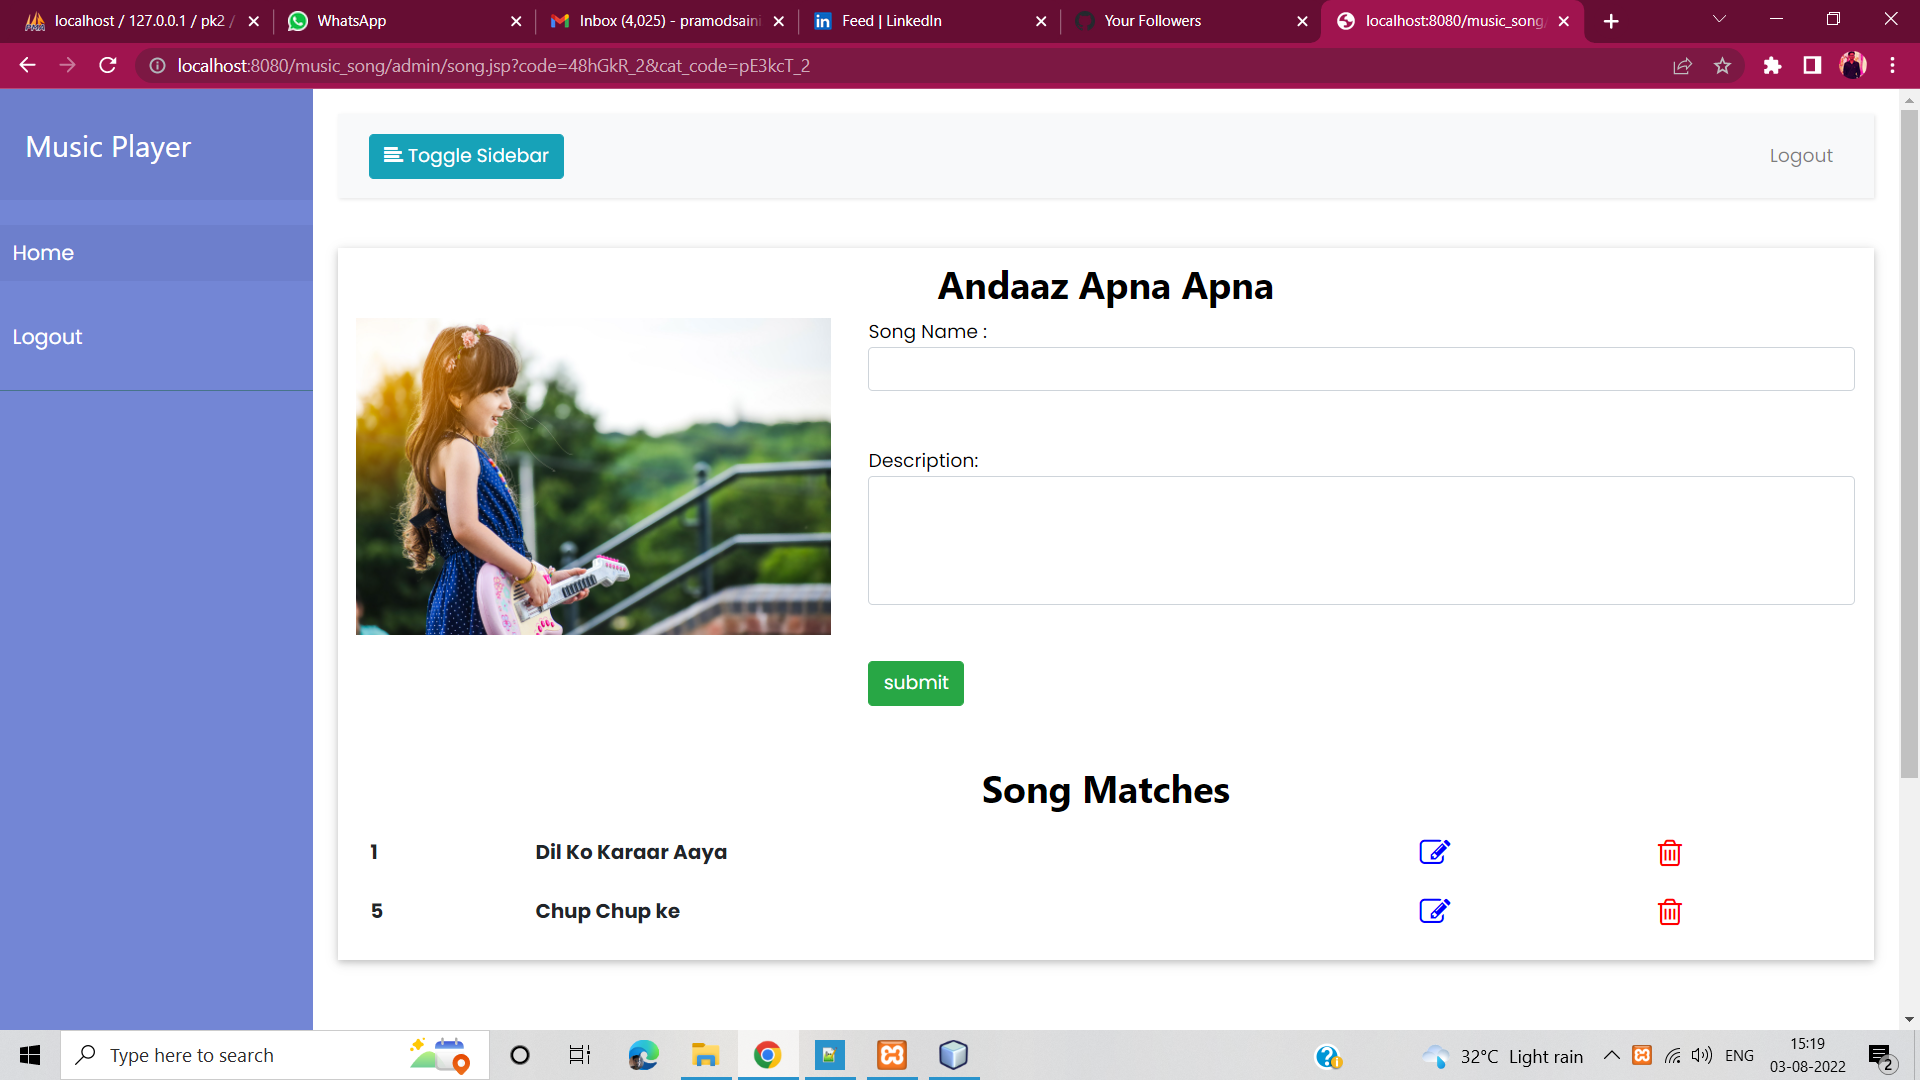 localhost / 127.0.0.1 / pk2 /
WhatsApp
Inbox (4,025) - pramodsaini
Feed | LinkedIn
Your Followers
localhost:8080/music_song/
localhost:8080/music_song/admin/song.jsp?code=48hGkR_2&cat_code=pE3kcT_2
Music Player
Toggle Sidebar
Logout
Home
Logout
Andaaz Apna Apna
Song Name :
Description:
submit
Song Matches
1 Dil Ko Karaar Aaya
5 Chup Chup ke
Type here to search
32°C Light rain
ENG
15:19
03-08-2022
2